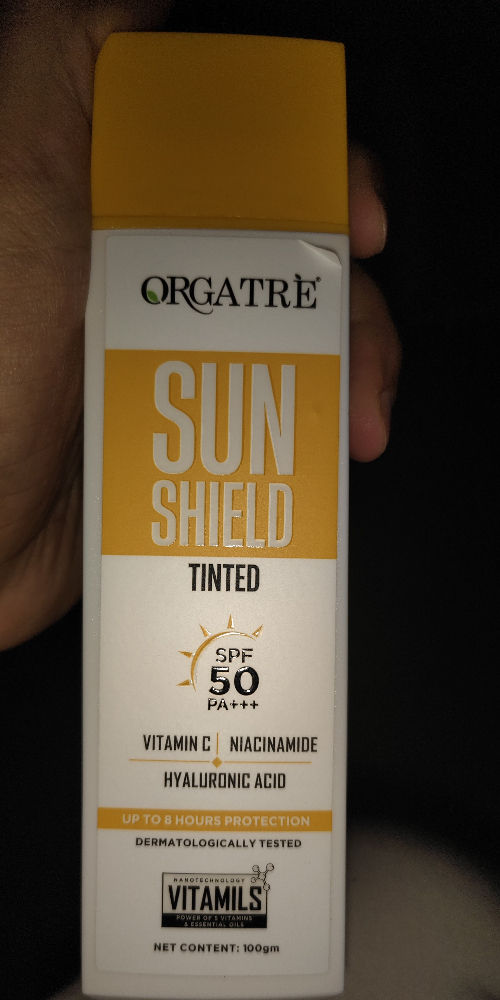 ORGATRÈ®
SUN
SHIELD
TINTED
SPF
50
PA+++
VITAMIN C | NIACINAMIDE
HYALURONIC ACID
UP TO 8 HOURS PROTECTION
DERMATOLOGICALLY TESTED
NANOTECHNOLOGY
VITAMILS
POWER OF 5 VITAMINS
& ESSENTIAL OILS
NET CONTENT: 100gm